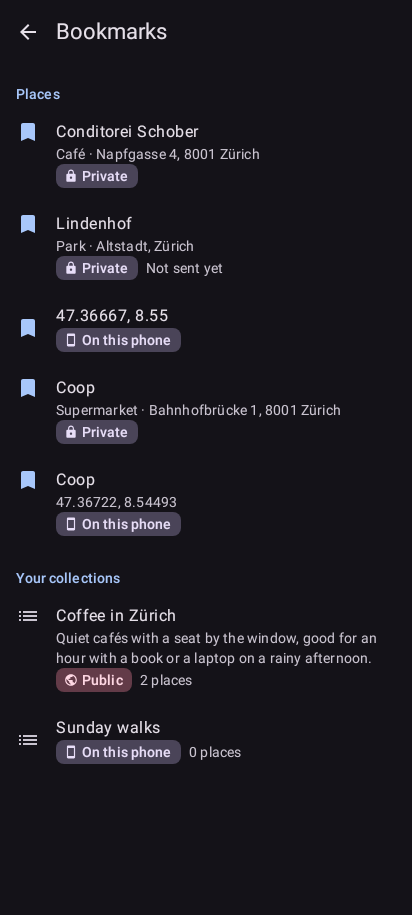 Bookmarks
Places
Conditorei Schober
Café · Napfgasse 4, 8001 Zürich
Private
Lindenhof
Park · Altstadt, Zürich
Private Not sent yet
47.36667, 8.55
On this phone
Coop
Supermarket · Bahnhofbrücke 1, 8001 Zürich
Private
Coop
47.36722, 8.54493
On this phone
Your collections
Coffee in Zürich
Quiet cafés with a seat by the window, good for an
hour with a book or a laptop on a rainy afternoon.
Public 2 places
Sunday walks
On this phone 0 places